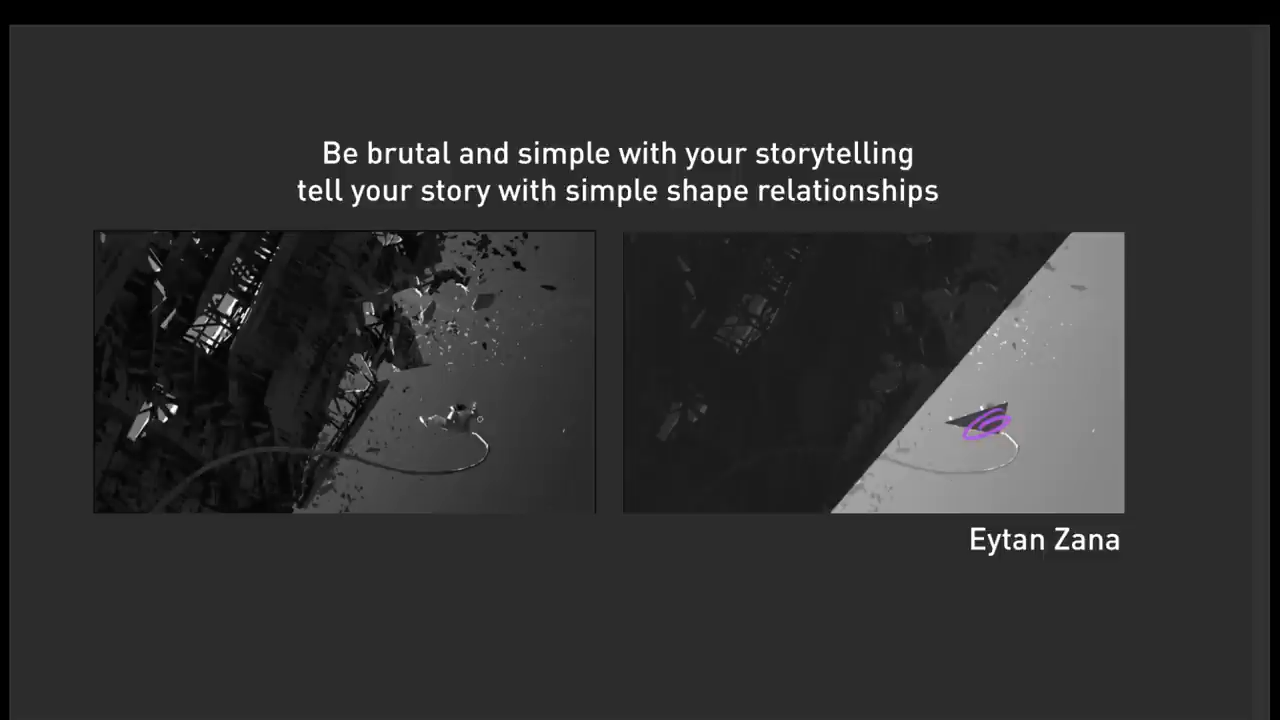 Be brutal and simple with your storytelling
tell your story with simple shape relationships
Eytan Zana